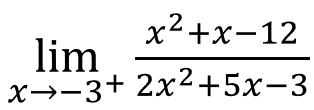 lim x→−3⁺ x²+x−12 / 2x²+5x−3